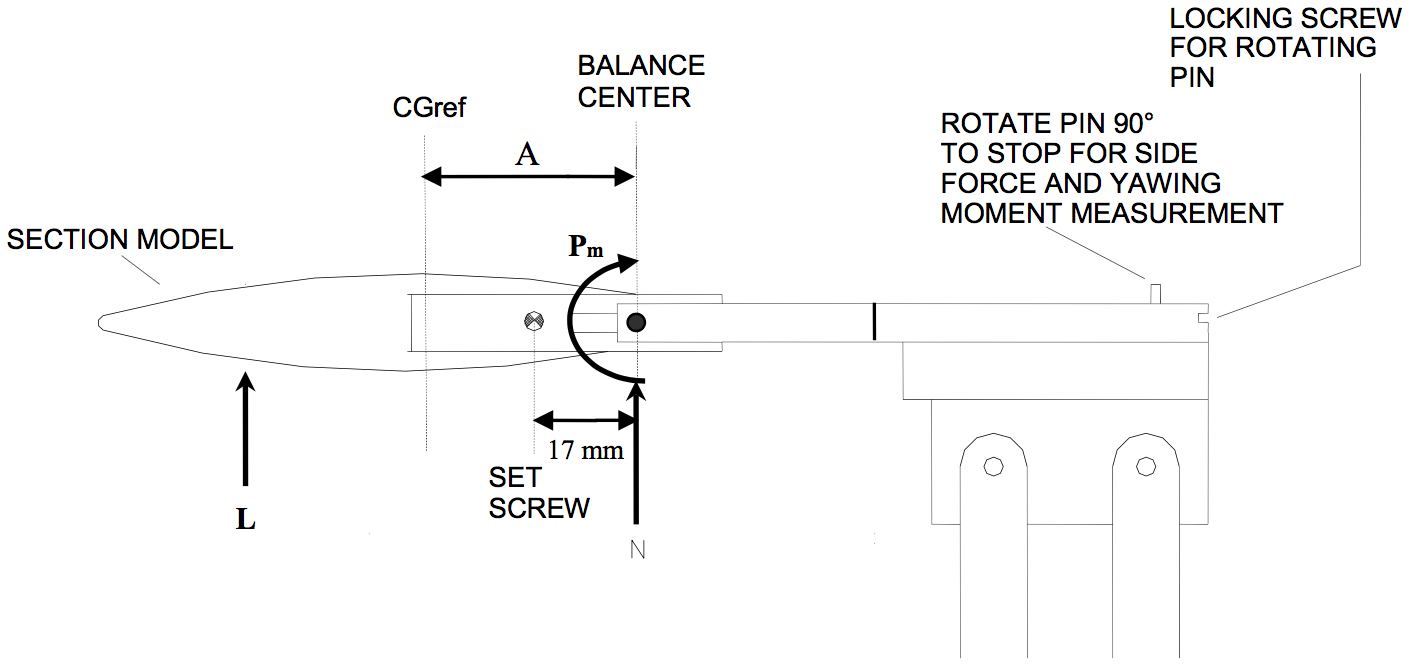 LOCKING SCREW
FOR ROTATING
PIN
BALANCE
CENTER
CGref
ROTATE PIN 90°
TO STOP FOR SIDE
FORCE AND YAWING
MOMENT MEASUREMENT
A
SECTION MODEL
Pm
17 mm
SET
SCREW
L
N